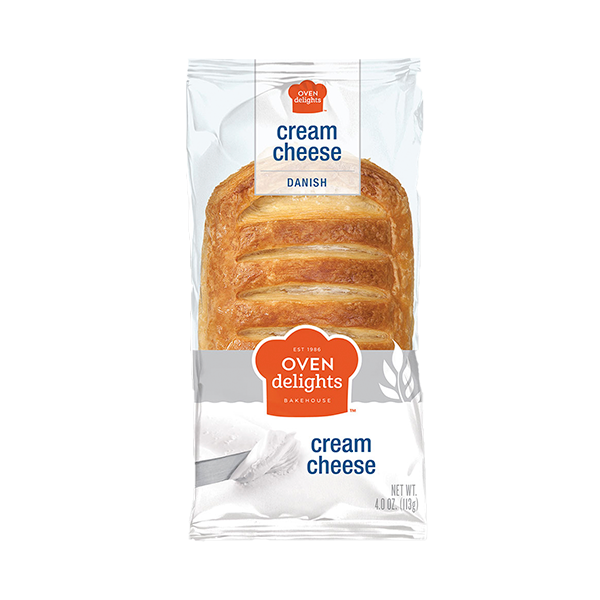 OVEN
delights
cream
cheese
DANISH
EST 1986
OVEN
delights
BAKEHOUSE
™
cream
cheese
NET WT.
4.0 OZ. (113g)